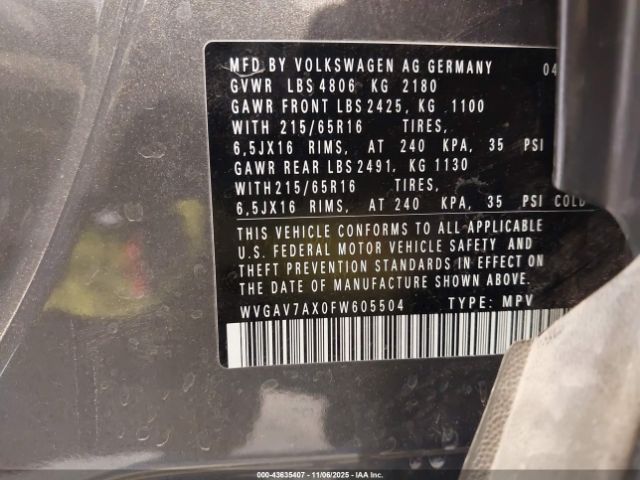 MFD BY VOLKSWAGEN AG GERMANY 04
GVWR LBS 4806 KG 2180
GAWR FRONT LBS 2425, KG 1100
WITH 215/65R16 TIRES,
6,5JX16 RIMS, AT 240 KPA, 35 PSI
GAWR REAR LBS 2491, KG 1130
WITH 215/65R16 TIRES,
6,5JX16 RIMS, AT 240 KPA, 35 PSI COLD
THIS VEHICLE CONFORMS TO ALL APPLICABLE
U.S. FEDERAL MOTOR VEHICLE SAFETY AND
THEFT PREVENTION STANDARDS IN EFFECT ON
THE DATE OF MANUFACTURE SHOWN ABOVE.
WVGAV7AX0FW605504 TYPE: MPV
000-43635407 - 11/06/2025 - IAAI.COM